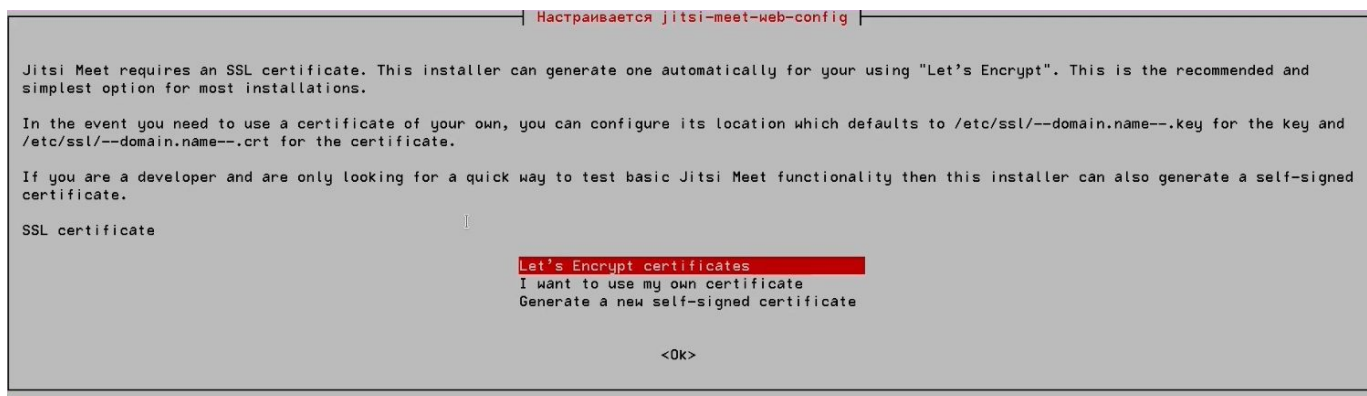 Настраивается jitsi-meet-web-config
Jitsi Meet requires an SSL certificate. This installer can generate one automatically for your using "Let's Encrypt". This is the recommended and
simplest option for most installations.
In the event you need to use a certificate of your own, you can configure its location which defaults to /etc/ssl/--domain.name--.key for the key and
/etc/ssl/--domain.name--.crt for the certificate.
If you are a developer and are only looking for a quick way to test basic Jitsi Meet functionality then this installer can also generate a self-signed
certificate.
SSL certificate
Let's Encrypt certificates
I want to use my own certificate
Generate a new self-signed certificate
<Ok>